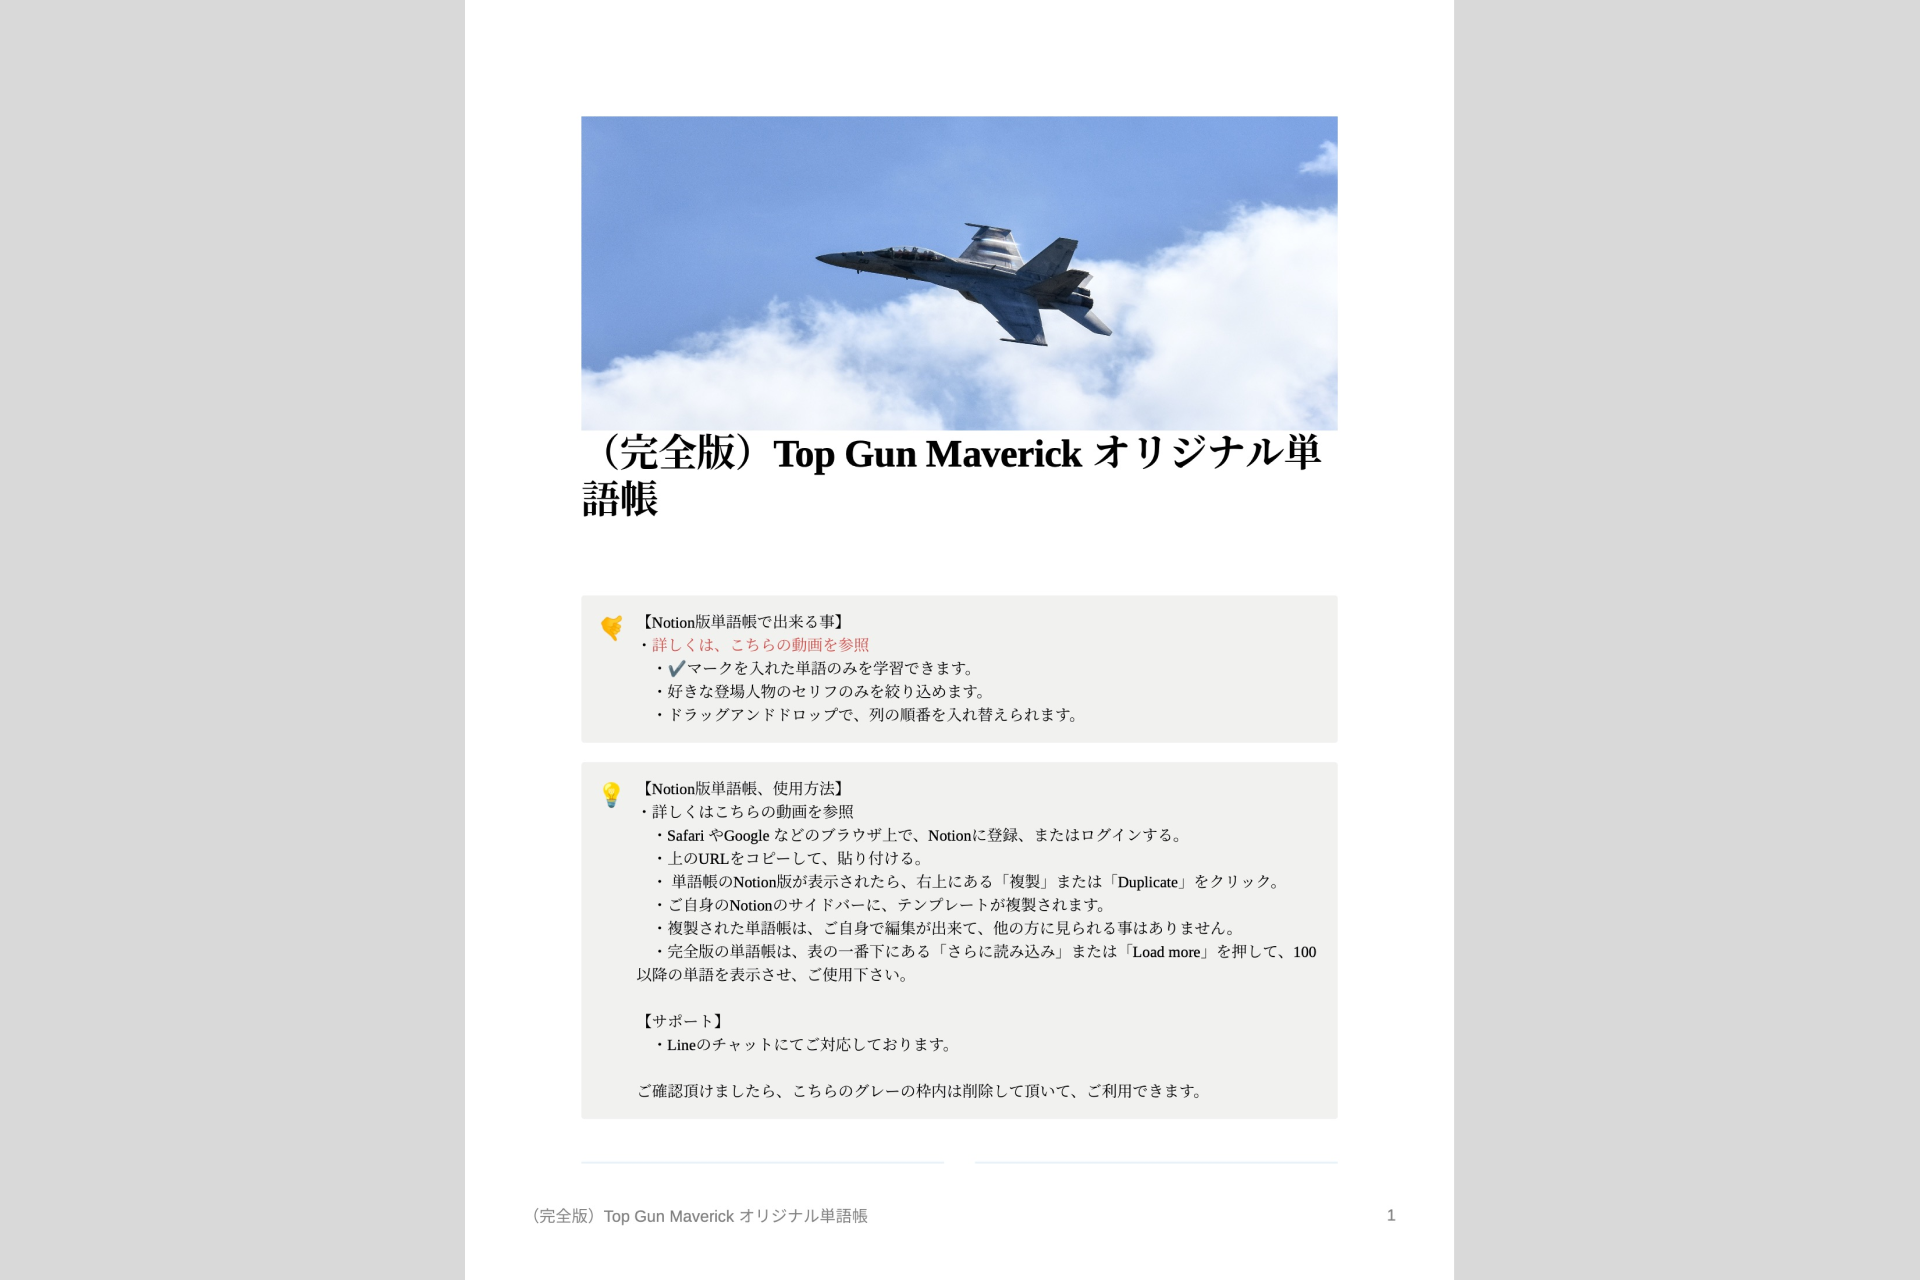 （完全版）Top Gun Maverick オリジナル単
語帳
【Notion版単語帳で出来る事】
・詳しくは、こちらの動画を参照
・✔️マークを入れた単語のみを学習できます。
・好きな登場人物のセリフのみを絞り込めます。
・ドラッグアンドドロップで、列の順番を入れ替えられます。
【Notion版単語帳、使用方法】
・詳しくはこちらの動画を参照
・Safari やGoogle などのブラウザ上で、Notionに登録、またはログインする。
・上のURLをコピーして、貼り付ける。
・ 単語帳のNotion版が表示されたら、右上にある「複製」または「Duplicate」をクリック。
・ご自身のNotionのサイドバーに、テンプレートが複製されます。
・複製された単語帳は、ご自身で編集が出来て、他の方に見られる事はありません。
・完全版の単語帳は、表の一番下にある「さらに読み込み」または「Load more」を押して、100
以降の単語を表示させ、ご使用下さい。
【サポート】
・Lineのチャットにてご対応しております。
ご確認頂けましたら、こちらのグレーの枠内は削除して頂いて、ご利用できます。
（完全版）Top Gun Maverick オリジナル単語帳
1